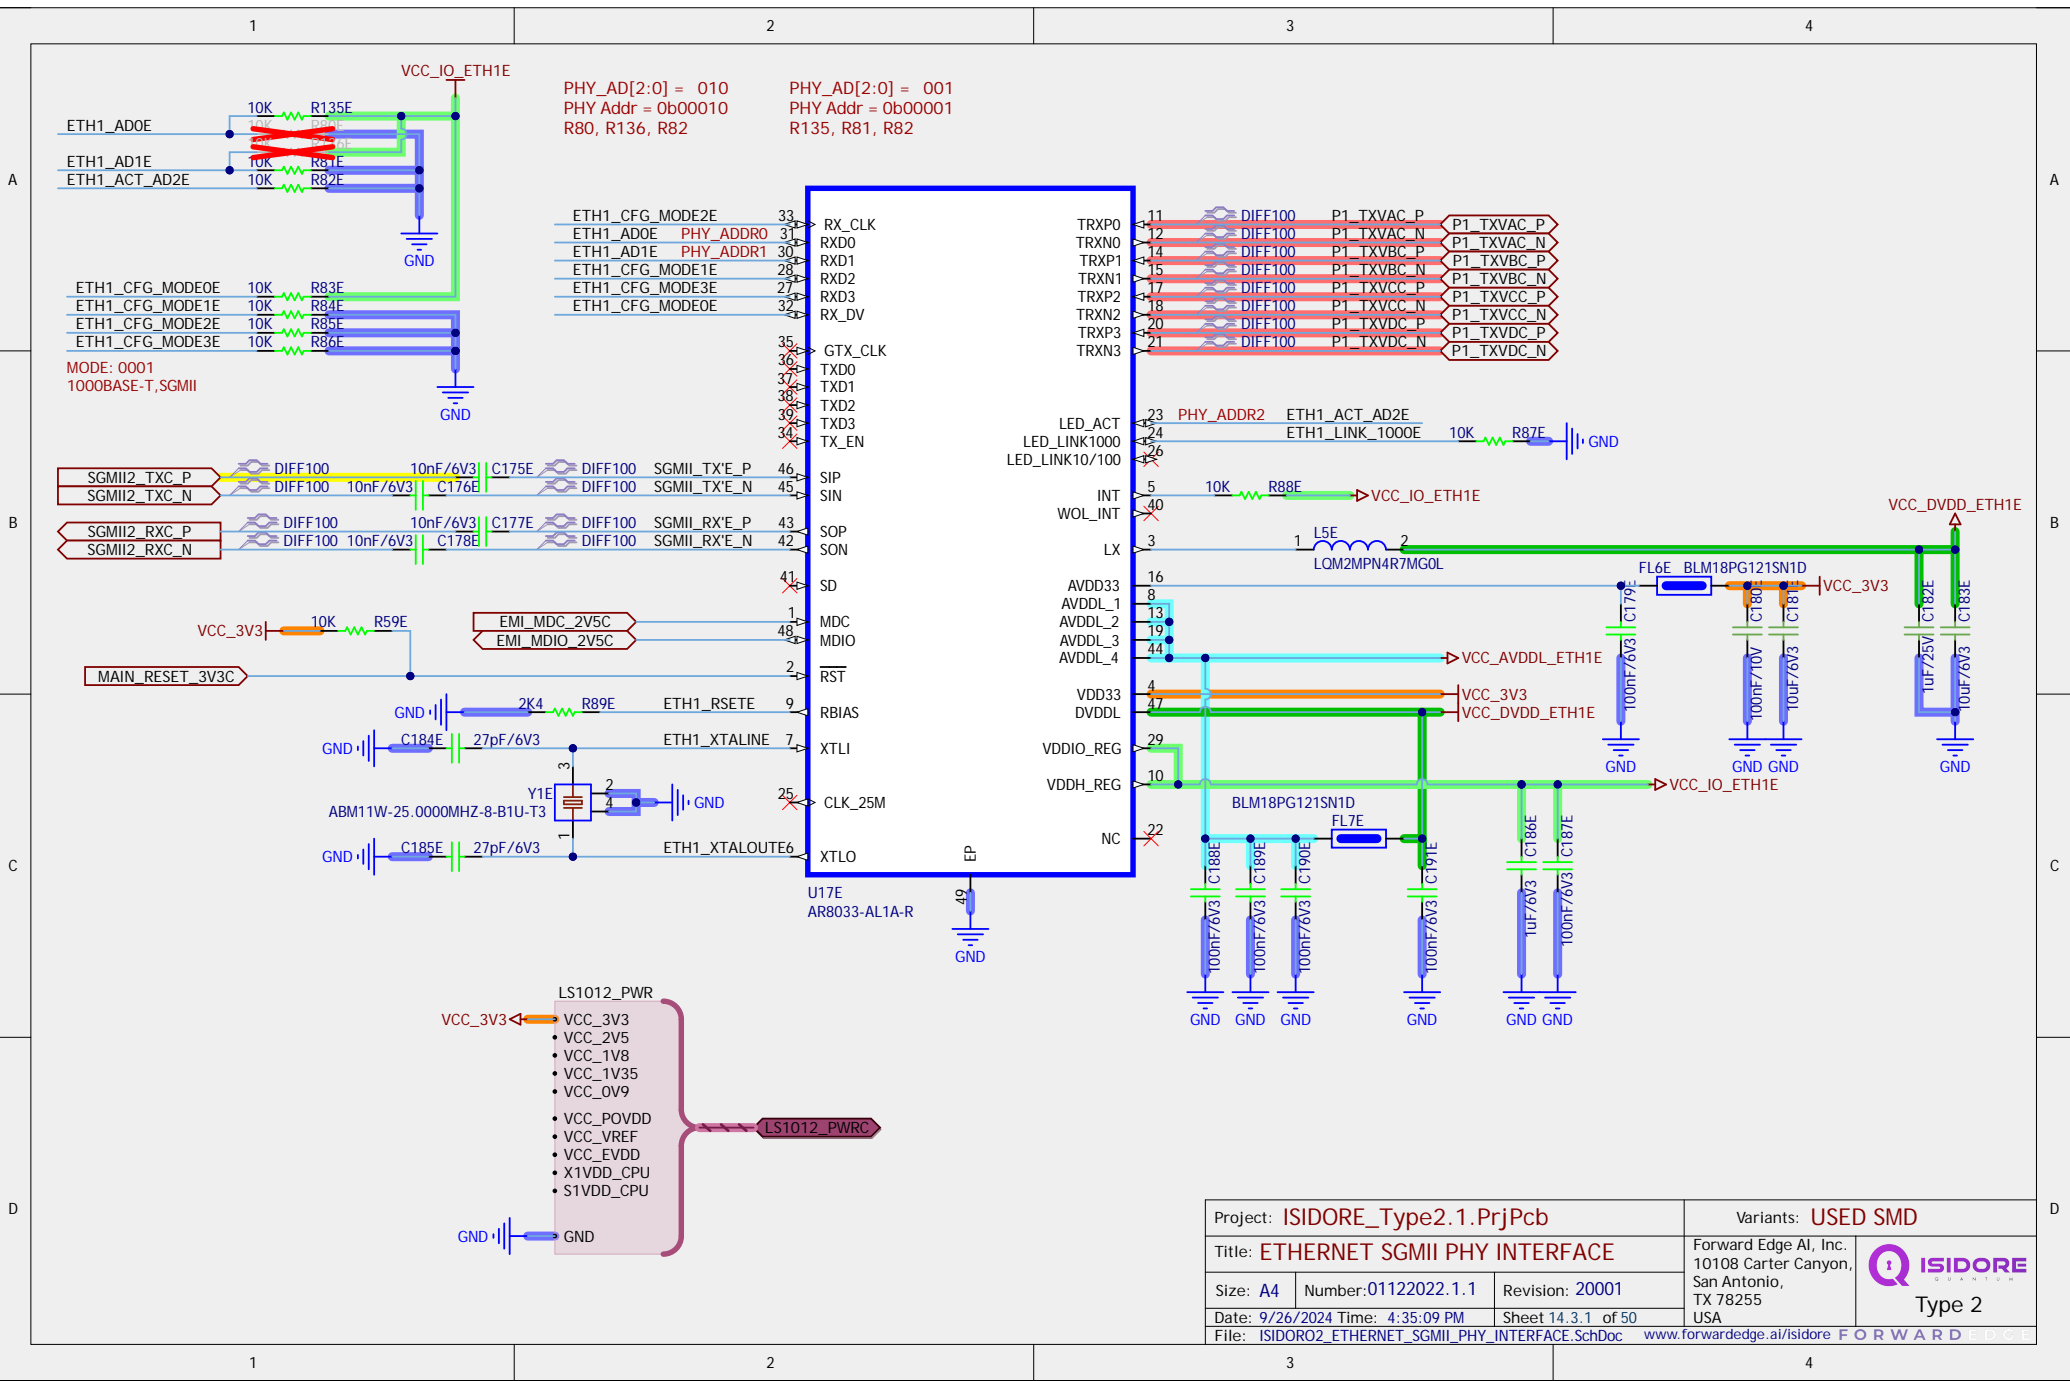 1 2 3 4
A A
B B
C C
D D
VCC_IO_ETH1E
10K R135E
ETH1_AD0E
ETH1_AD1E 10K R81E
ETH1_ACT_AD2E 10K R82E
GND
PHY_AD[2:0] = 010
PHY Addr = 0b00010
R80, R136, R82
PHY_AD[2:0] = 001
PHY Addr = 0b00001
R135, R81, R82
ETH1_CFG_MODE0E 10K R83E
ETH1_CFG_MODE1E 10K R84E
ETH1_CFG_MODE2E 10K R85E
ETH1_CFG_MODE3E 10K R86E
MODE: 0001
1000BASE-T,SGMII
GND
ETH1_CFG_MODE2E 33 RX_CLK
ETH1_AD0E PHY_ADDR0 31 RXD0
ETH1_AD1E PHY_ADDR1 30 RXD1
ETH1_CFG_MODE1E 28 RXD2
ETH1_CFG_MODE3E 27 RXD3
ETH1_CFG_MODE0E 32 RX_DV
35 GTX_CLK
36 TXD0
37 TXD1
38 TXD2
39 TXD3
34 TX_EN
SGMII2_TXC_P DIFF100 10nF/6V3 C175E DIFF100 SGMII_TX'E_P 46 SIP
SGMII2_TXC_N DIFF100 10nF/6V3 C176E DIFF100 SGMII_TX'E_N 45 SIN
SGMII2_RXC_P DIFF100 10nF/6V3 C177E DIFF100 SGMII_RX'E_P 43 SOP
SGMII2_RXC_N DIFF100 10nF/6V3 C178E DIFF100 SGMII_RX'E_N 42 SON
41 SD
EMI_MDC_2V5C 1 MDC
EMI_MDIO_2V5C 48 MDIO
VCC_3V3 10K R59E
MAIN_RESET_3V3C 2 RST
GND 2K4 R89E ETH1_RSETE 9 RBIAS
GND C184E 27pF/6V3 ETH1_XTALINE 7 XTLI
3
Y1E 2 4 GND
ABM11W-25.0000MHZ-8-B1U-T3
1
25 CLK_25M
GND C185E 27pF/6V3 ETH1_XTALOUTE 6 XTLO
U17E
AR8033-AL1A-R
EP
49
GND
TRXP0 11 DIFF100 P1_TXVAC_P P1_TXVAC_P
TRXN0 12 DIFF100 P1_TXVAC_N P1_TXVAC_N
TRXP1 14 DIFF100 P1_TXVBC_P P1_TXVBC_P
TRXN1 15 DIFF100 P1_TXVBC_N P1_TXVBC_N
TRXP2 17 DIFF100 P1_TXVCC_P P1_TXVCC_P
TRXN2 18 DIFF100 P1_TXVCC_N P1_TXVCC_N
TRXP3 20 DIFF100 P1_TXVDC_P P1_TXVDC_P
TRXN3 21 DIFF100 P1_TXVDC_N P1_TXVDC_N
LED_ACT 23 PHY_ADDR2 ETH1_ACT_AD2E
LED_LINK1000 24 ETH1_LINK_1000E 10K R87E GND
LED_LINK10/100 26
INT 5 10K R88E VCC_IO_ETH1E
WOL_INT 40
LX 3 1 L5E 2
LQM2MPN4R7MG0L
VCC_DVDD_ETH1E
AVDD33 16 FL6E BLM18PG121SN1D VCC_3V3
AVDDL_1 8
AVDDL_2 13
AVDDL_3 19
AVDDL_4 44 VCC_AVDDL_ETH1E
VDD33 4 VCC_3V3
DVDDL 47 VCC_DVDD_ETH1E
VDDIO_REG 29
VDDH_REG 10 VCC_IO_ETH1E
NC 22
C179E 100nF/6V3 GND
C180E 100nF/10V GND
C181E 10uF/6V3 GND
C182E 1uF/25V
C183E 10uF/6V3 GND
BLM18PG121SN1D
FL7E
C188E 100nF/6V3 GND
C189E 100nF/6V3 GND
C190E 100nF/6V3 GND
C191E 100nF/6V3 GND
C186E 1uF/6V3 GND
C187E 100nF/6V3 GND
LS1012_PWR
VCC_3V3 VCC_3V3
VCC_2V5
VCC_1V8
VCC_1V35
VCC_0V9
VCC_POVDD
VCC_VREF
VCC_EVDD
X1VDD_CPU
S1VDD_CPU
GND GND
LS1012_PWRC
Project: ISIDORE_Type2.1.PrjPcb Variants: USED SMD
Title: ETHERNET SGMII PHY INTERFACE
Size: A4 Number:01122022.1.1 Revision: 20001
Date: 9/26/2024 Time: 4:35:09 PM Sheet 14.3.1 of 50
File: ISIDORO2_ETHERNET_SGMII_PHY_INTERFACE.SchDoc www.forwardedge.ai/isidore FORWARDEDGE
Forward Edge AI, Inc.
10108 Carter Canyon,
San Antonio,
TX 78255
USA
ISIDORE
QUANTUM
Type 2
1 2 3 4